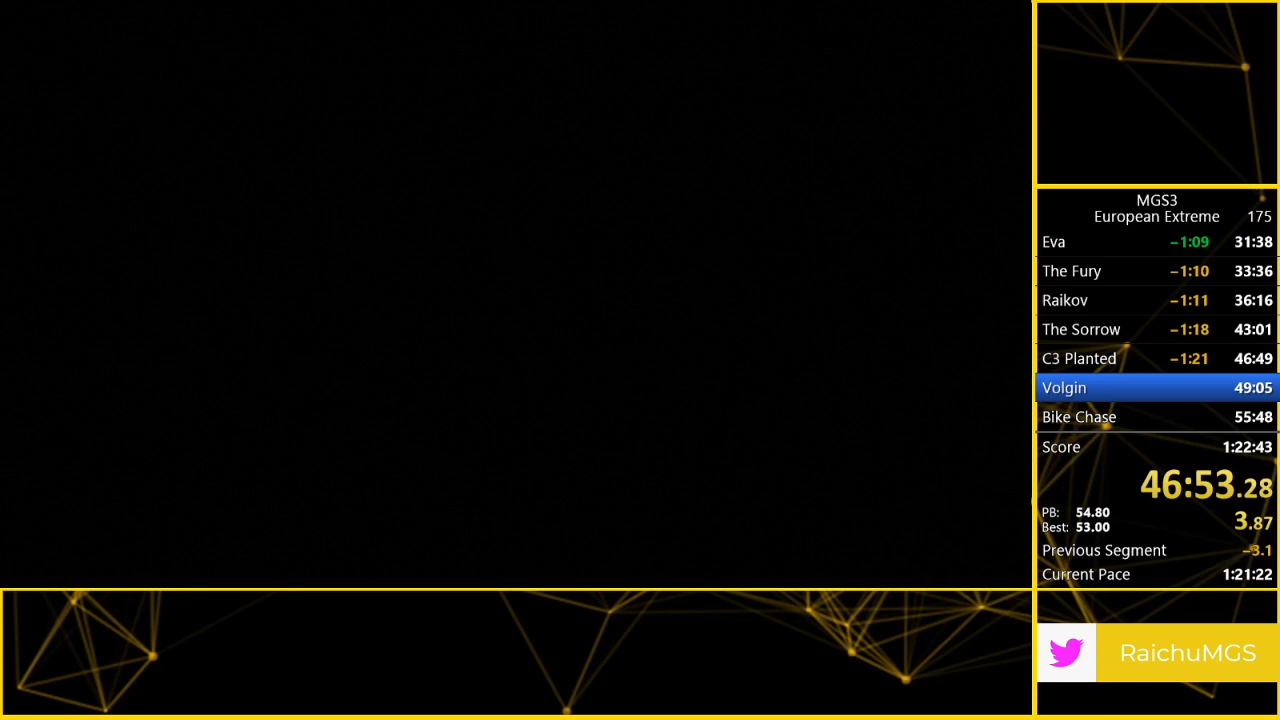 MGS3
European Extreme 175
Eva −1:09 31:38
The Fury −1:10 33:36
Raikov −1:11 36:16
The Sorrow −1:18 43:01
C3 Planted −1:21 46:49
Volgin 49:05
Bike Chase 55:48
Score 1:22:43
46:53.28
PB: 54.80
Best: 53.00
3.87
Previous Segment −3.1
Current Pace 1:21:22
RaichuMGS